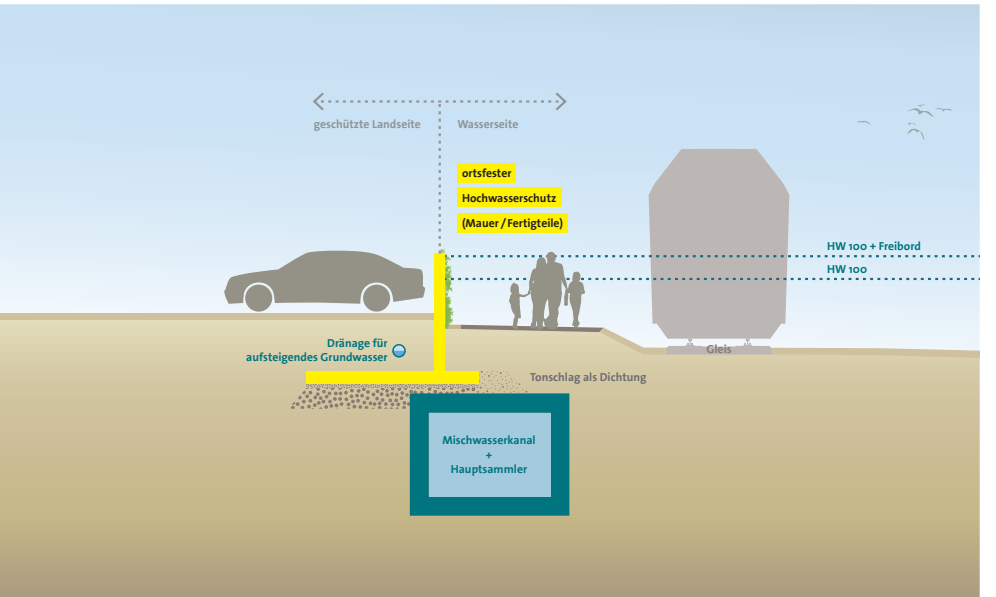 geschützte Landseite
Wasserseite
ortsfester
Hochwasserschutz
(Mauer / Fertigteile)
HW 100 + Freibord
HW 100
Dränage für
aufsteigendes Grundwasser
Gleis
Tonschlag als Dichtung
Mischwasserkanal
+
Hauptsammler